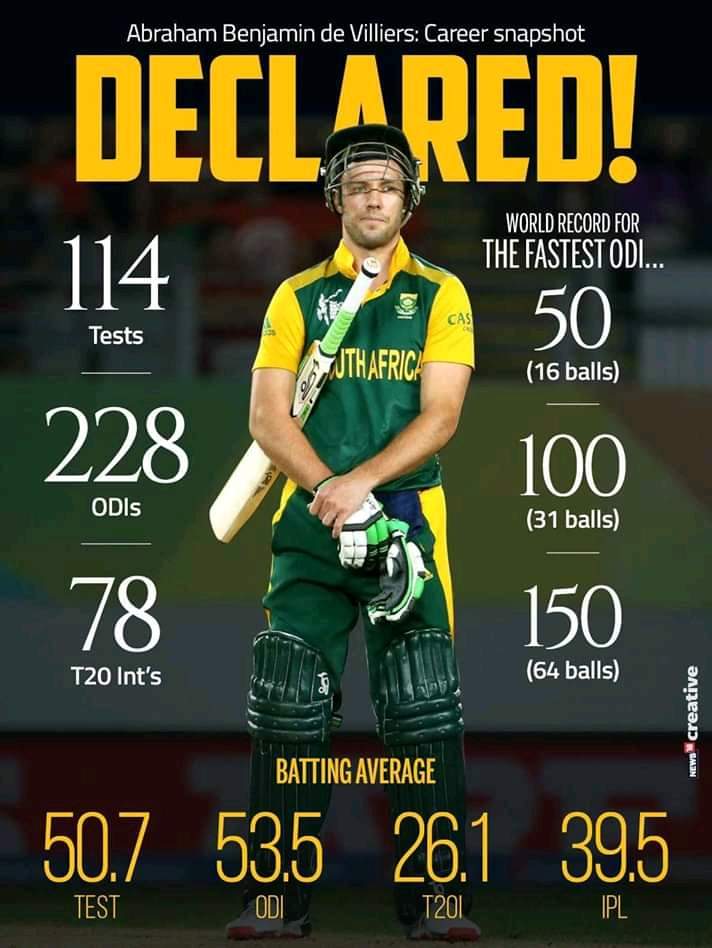 Abraham Benjamin de Villiers: Career snapshot
DECLARED!
114
Tests
228
ODIs
78
T20 Int's
WORLD RECORD FOR
THE FASTEST ODI...
50
(16 balls)
100
(31 balls)
150
(64 balls)
CAS
UTH AFRICA
BATTING AVERAGE
50.7
TEST
53.5
ODI
26.1
T20I
39.5
IPL
NEWS18 creative